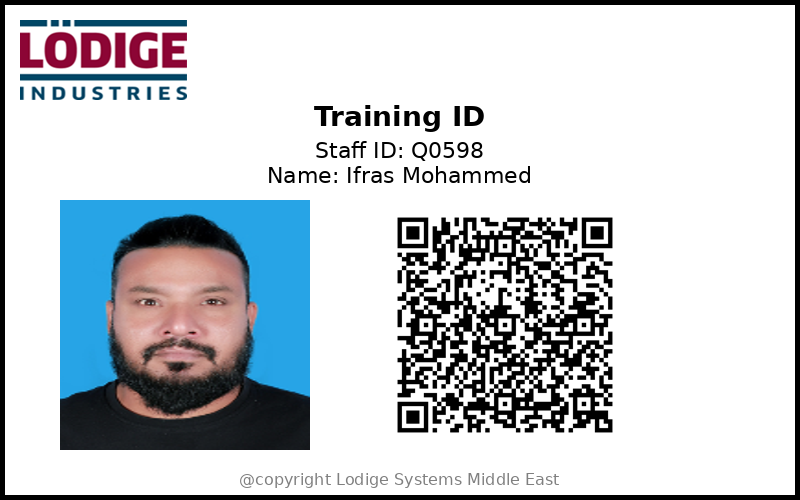 LÖDIGE
INDUSTRIES
Training ID
Staff ID: Q0598
Name: Ifras Mohammed
@copyright Lodige Systems Middle East